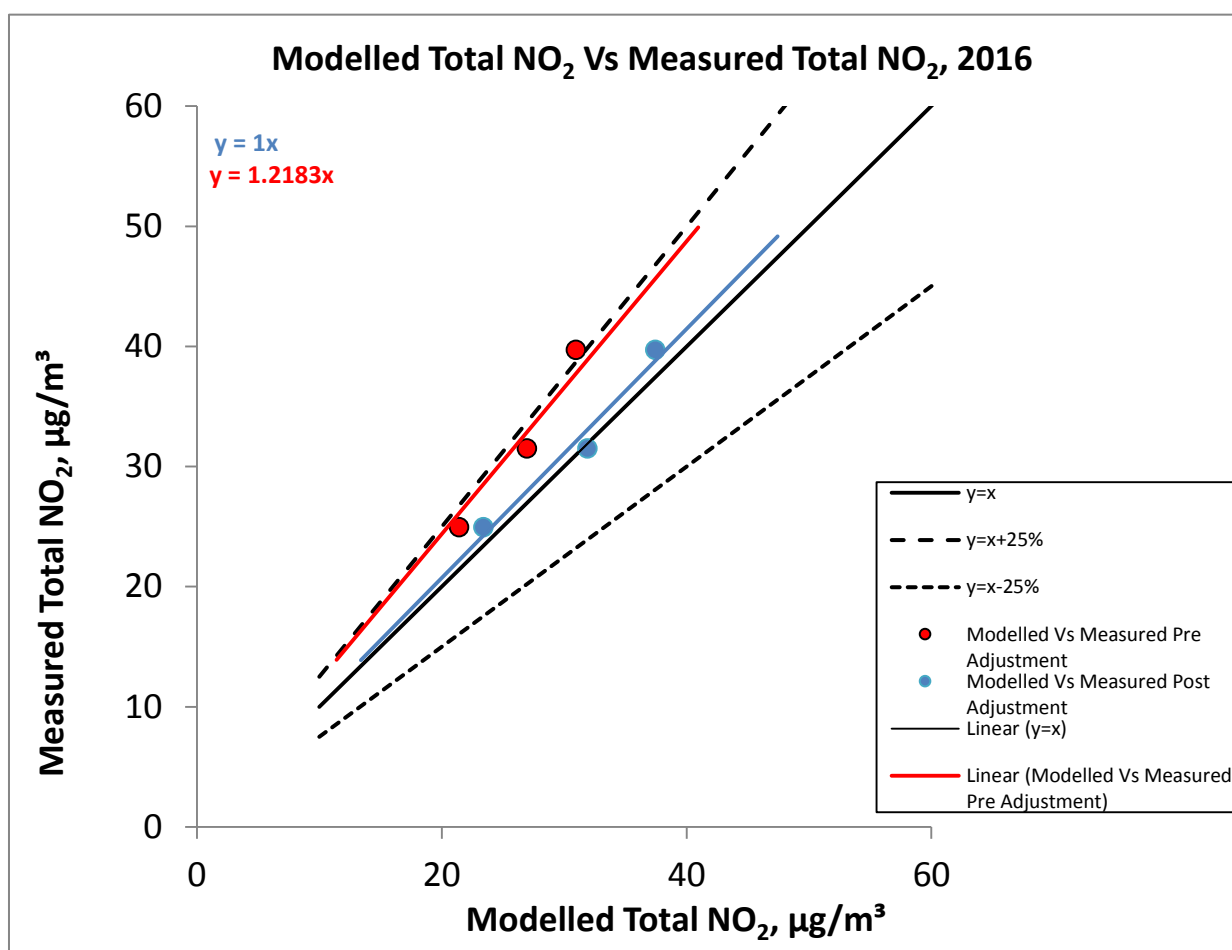 Modelled Total NO₂ Vs Measured Total NO₂, 2016
y = 1x
y = 1.2183x
60
50
40
30
20
10
0
Measured Total NO₂, µg/m³
0 20 40 60
Modelled Total NO₂, µg/m³
y=x
y=x+25%
y=x-25%
Modelled Vs Measured Pre
Adjustment
Modelled Vs Measured Post
Adjustment
Linear (y=x)
Linear (Modelled Vs Measured
Pre Adjustment)